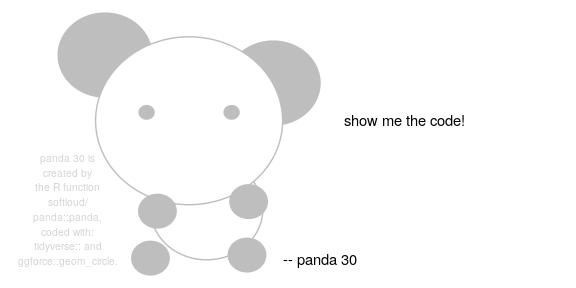 show me the code!
panda 30 is
created by
the R function
softloud/
panda::panda,
coded with:
tidyverse:: and
ggforce::geom_circle.
-- panda 30